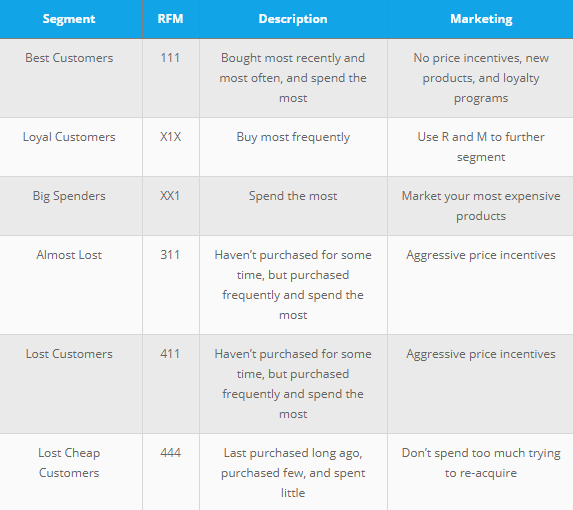 Segment RFM Description Marketing
Best Customers 111 Bought most recently and No price incentives, new
most often, and spend the products, and loyalty
most programs
Loyal Customers X1X Buy most frequently Use R and M to further
segment
Big Spenders XX1 Spend the most Market your most expensive
products
Almost Lost 311 Haven’t purchased for some Aggressive price incentives
time, but purchased
frequently and spend the
most
Lost Customers 411 Haven’t purchased for some Aggressive price incentives
time, but purchased
frequently and spend the
most
Lost Cheap 444 Last purchased long ago, Don’t spend too much trying
Customers purchased few, and spent to re-acquire
little